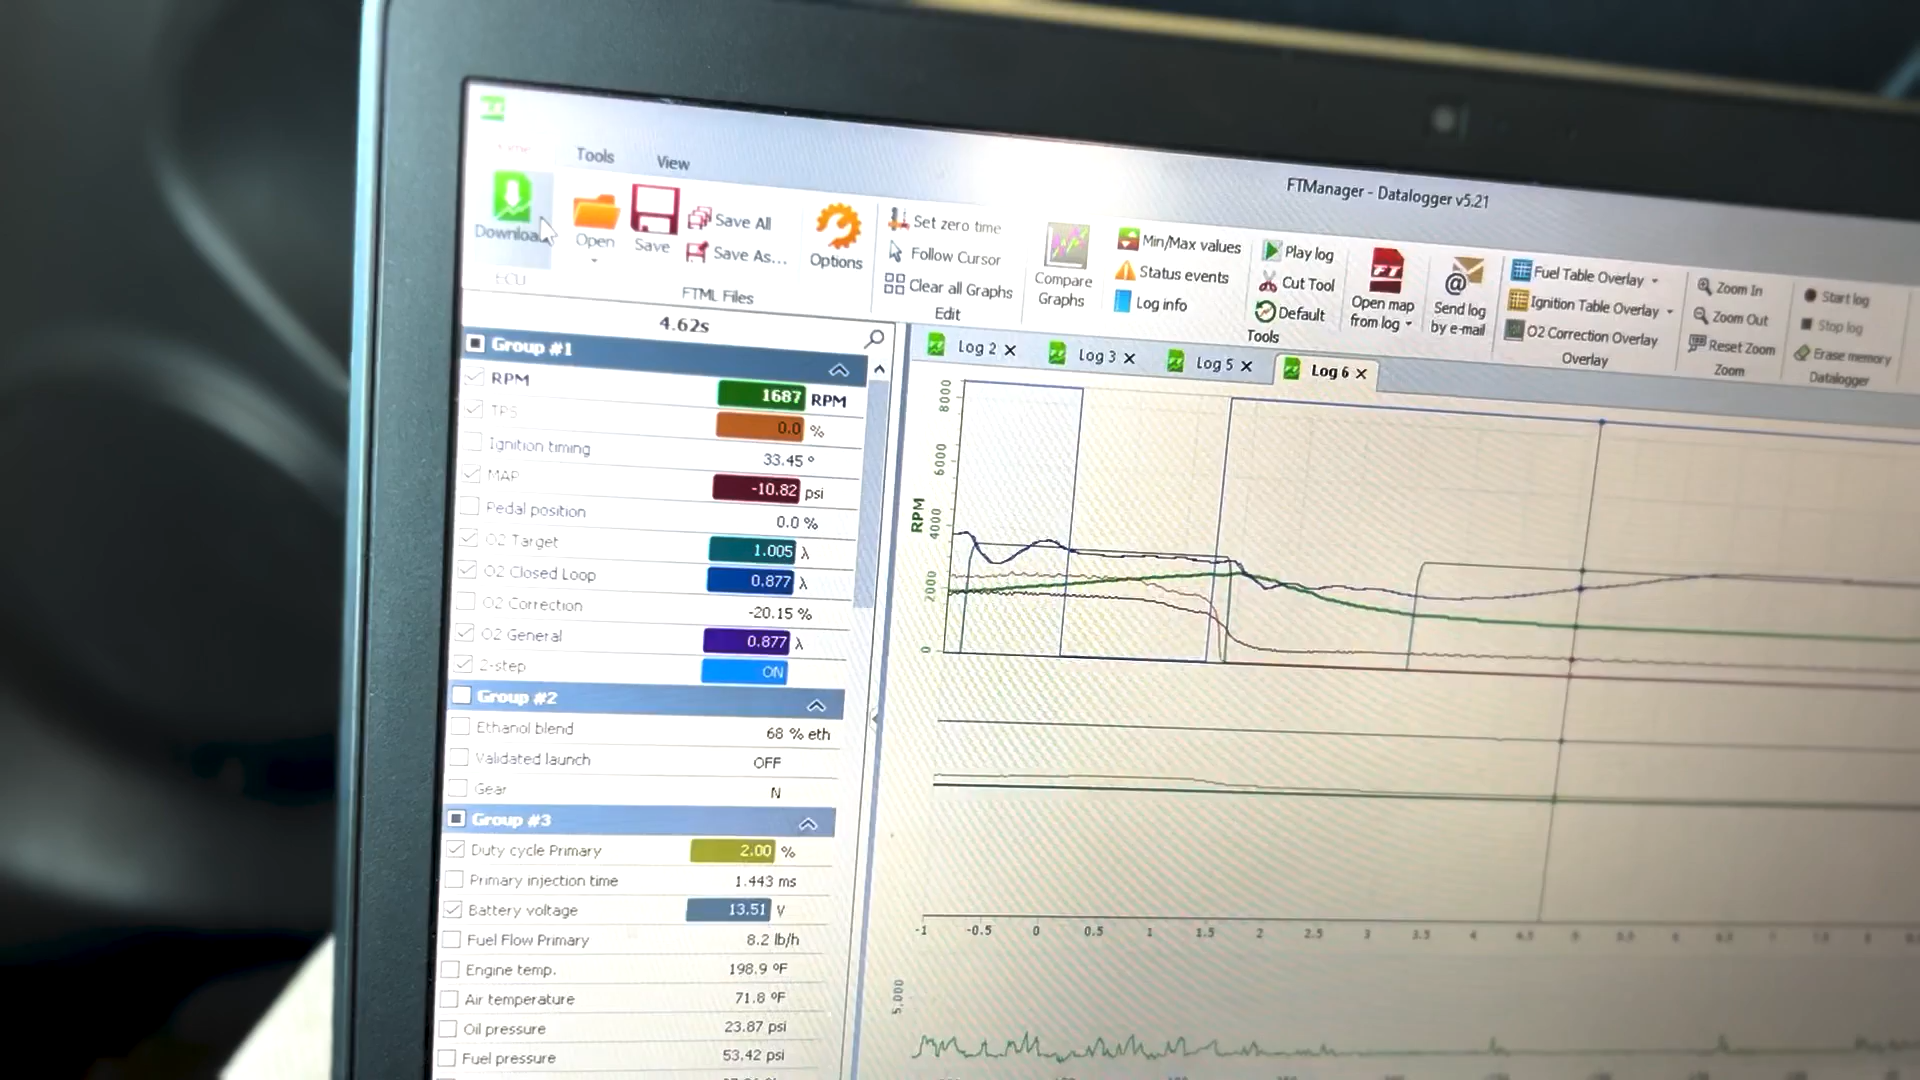 FTManager - Datalogger v5.21
Tools View
Download Open Save Save All Save As... Options
Set zero time
Follow Cursor
Clear all Graphs
Compare Graphs
Min/Max values
Status events
Log info
Play log
Cut Tool
Default
Open map from log
Send log by e-mail
Fuel Table Overlay
Ignition Table Overlay
O2 Correction Overlay
Zoom In
Zoom Out
Reset Zoom
Start log
Stop log
Erase memory
ECU FTML Files Edit Tools Overlay Zoom Datalogger
4.62s
Log 2 Log 3 Log 5 Log 6
Group #1
RPM 1687 RPM
TPS 0.0 %
Ignition timing 33.45 º
MAP -10.82 psi
Pedal position 0.0 %
O2 Target 1.005 λ
O2 Closed Loop 0.877 λ
O2 Correction -20.15 %
O2 General 0.877 λ
2-step ON
Group #2
Ethanol blend 68 % eth
Validated launch OFF
Gear N
Group #3
Duty cycle Primary 2.00 %
Primary injection time 1.443 ms
Battery voltage 13.51 V
Fuel Flow Primary 8.2 lb/h
Engine temp. 198.9 ºF
Air temperature 71.8 ºF
Oil pressure 23.87 psi
Fuel pressure 53.42 psi
RPM
8000
6000
4000
2000
0
-1 -0.5 0 0.5 1 1.5 2 2.5 3 3.5 4 4.5 5
5,000